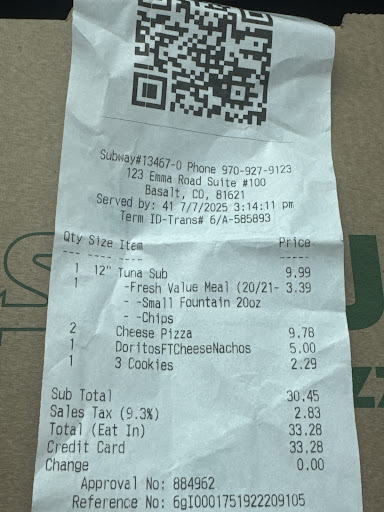 Subway#13467-0 Phone 970-927-9123
123 Emma Road Suite #100
Basalt, CO, 81621
Served by: 41 7/7/2025 3:14:11 pm
Term ID-Trans# 6/A-585893
Qty Size Item Price
--- ---- ---- -----
1 12" Tuna Sub 9.99
1 -Fresh Value Meal (20/21- 3.39
- -Small Fountain 20oz
- -Chips
2 Cheese Pizza 9.78
1 DoritosFTCheeseNachos 5.00
1 3 Cookies 2.29
Sub Total 30.45
Sales Tax (9.3%) 2.83
Total (Eat In) 33.28
Credit Card 33.28
Change 0.00
Approval No: 884962
Reference No: 6gI0001751922209105